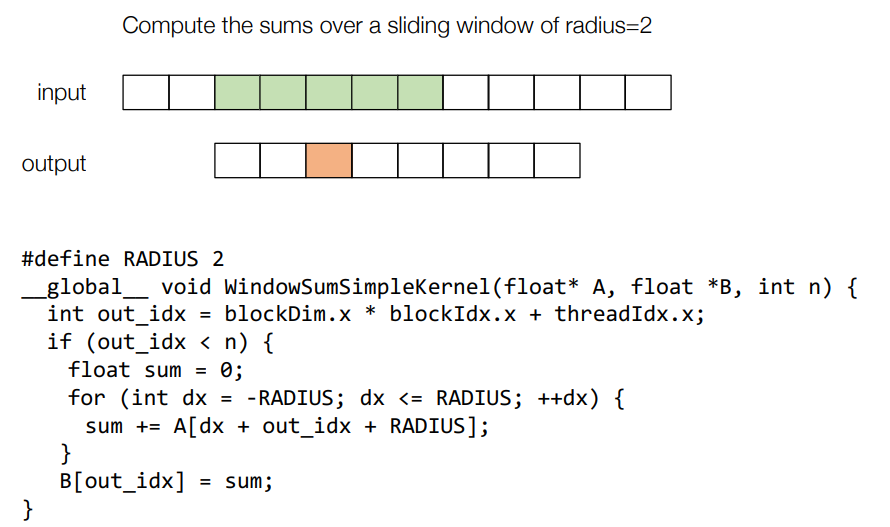 Compute the sums over a sliding window of radius=2
input
output
#define RADIUS 2
__global__ void WindowSumSimpleKernel(float* A, float *B, int n) {
  int out_idx = blockDim.x * blockIdx.x + threadIdx.x;
  if (out_idx < n) {
    float sum = 0;
    for (int dx = -RADIUS; dx <= RADIUS; ++dx) {
      sum += A[dx + out_idx + RADIUS];
    }
    B[out_idx] = sum;
}